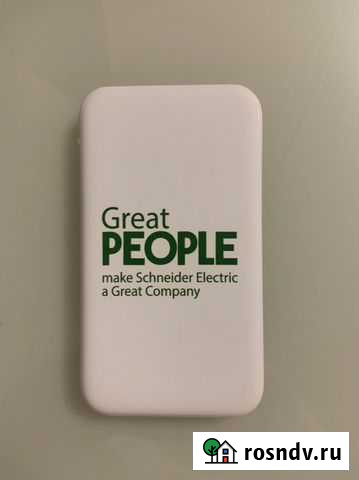 Great
PEOPLE
make Schneider Electric
a Great Company
rosndv.ru